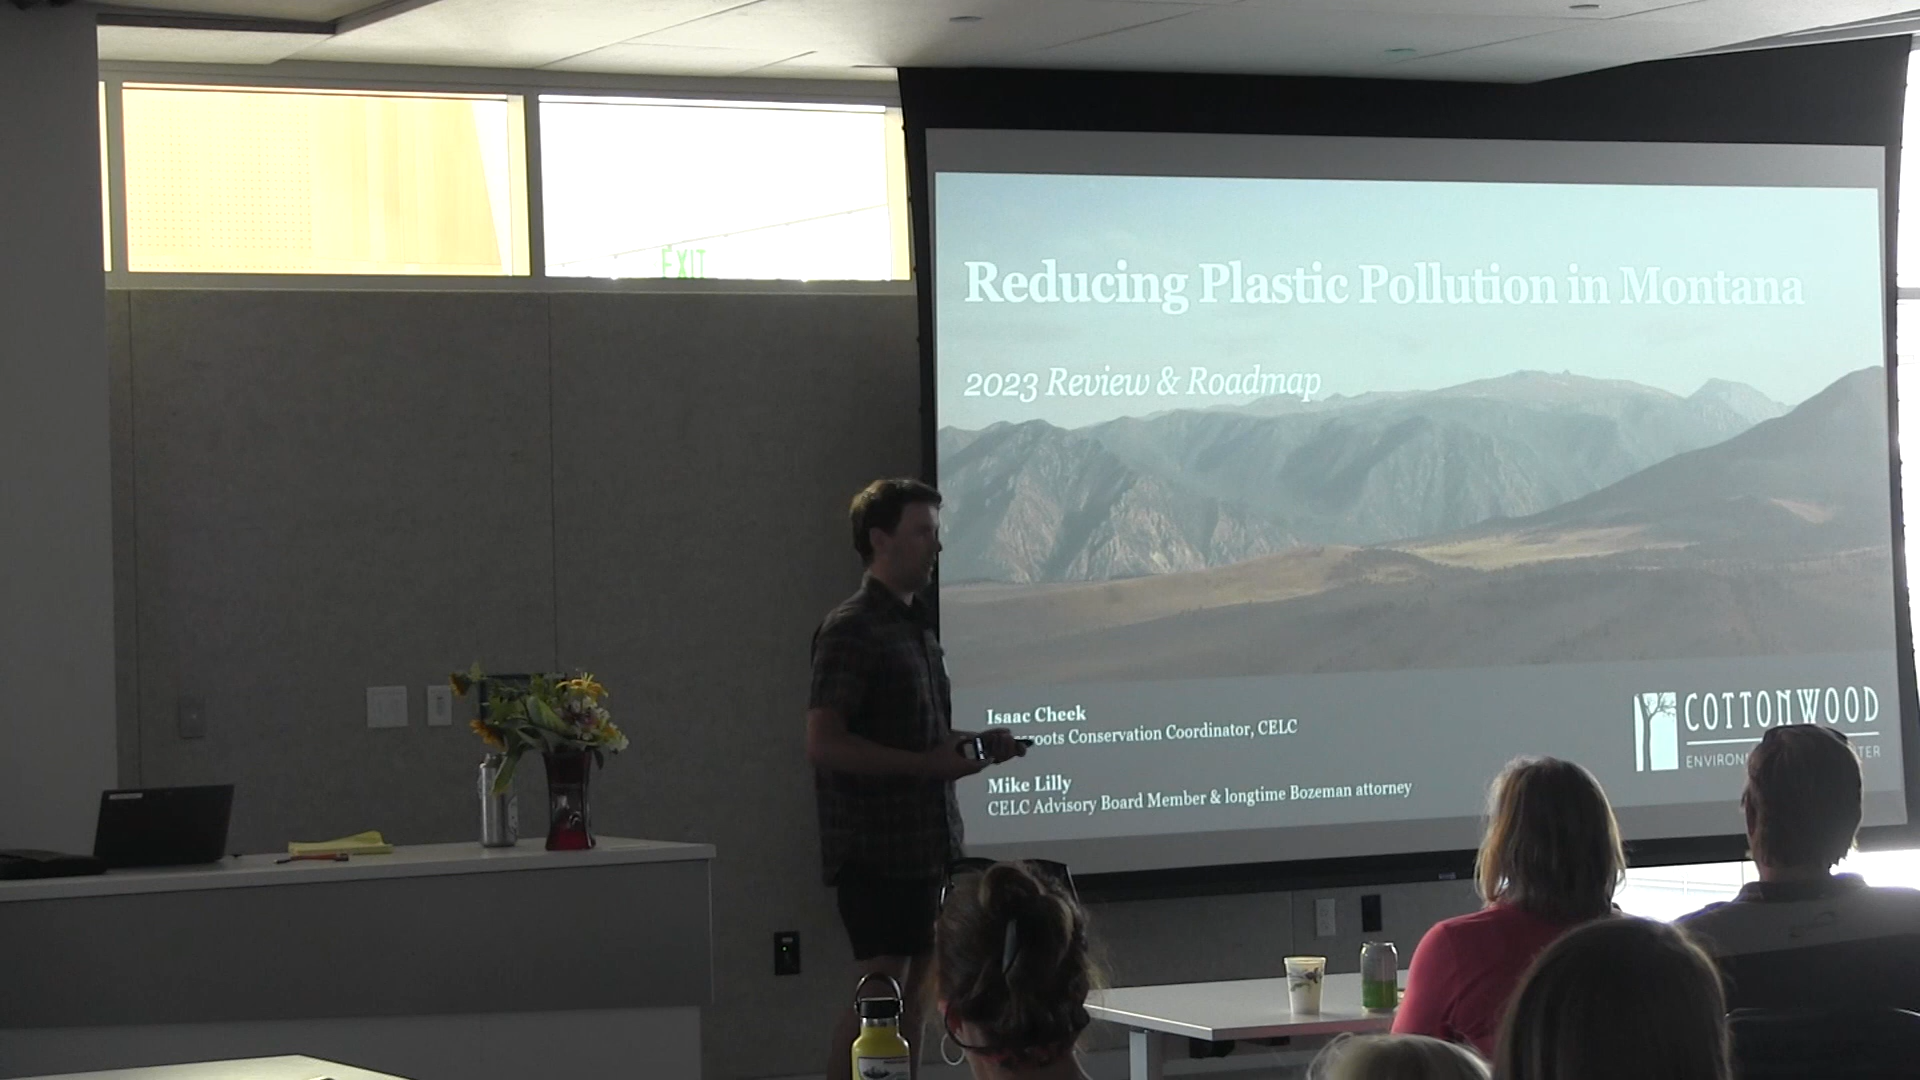 EXIT
Reducing Plastic Pollution in Montana
2023 Review & Roadmap
Isaac Cheek
Conservation Coordinator, CELC
Mike Lilly
CELC Advisory Board Member & longtime Bozeman attorney
COTTONWOOD